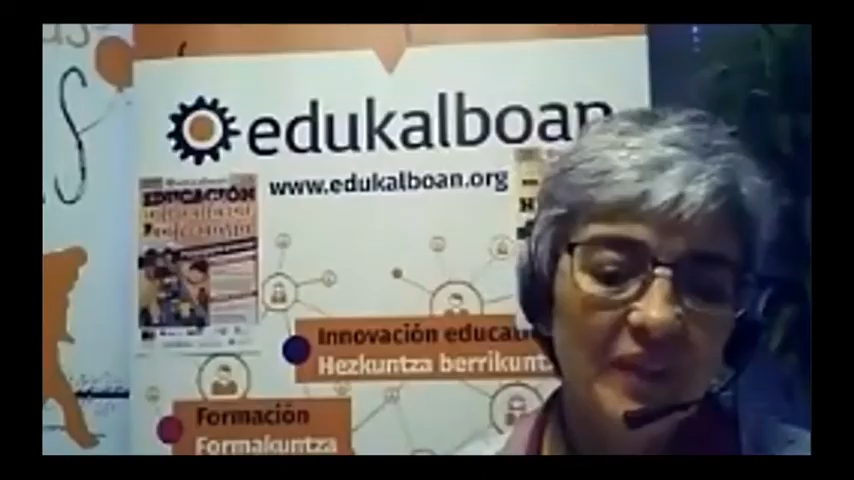 edukalboan
www.edukalboan.org
EDUCACIÓN
Innovación educati
Hezkuntza berrikunt
Formación
Formakuntza